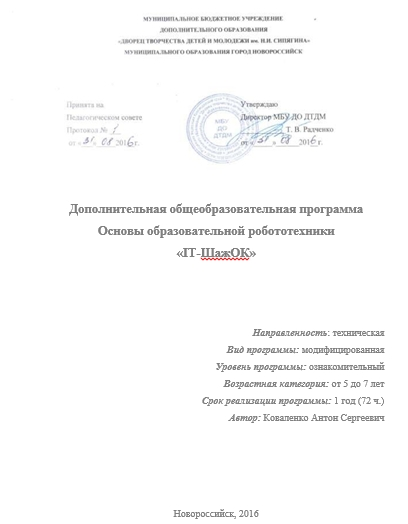 МУНИЦИПАЛЬНОЕ БЮДЖЕТНОЕ УЧРЕЖДЕНИЕ
ДОПОЛНИТЕЛЬНОГО ОБРАЗОВАНИЯ
«ДВОРЕЦ ТВОРЧЕСТВА ДЕТЕЙ И МОЛОДЕЖИ им. Н.И. СИПЯГИНА»
МУНИЦИПАЛЬНОГО ОБРАЗОВАНИЯ ГОРОД НОВОРОССИЙСК
Принята на
Педагогическом совете
Протокол № 1
от «31» 08 2016 г.
Утверждаю
Директор МБУ ДО ДТДМ
Т. В. Радченко
от «31» 08 2016 г.
МБУ
ДО
ДТДМ
Дополнительная общеобразовательная программа
Основы образовательной робототехники
«IT-ШажОК»
Направленность: техническая
Вид программы: модифицированная
Уровень программы: ознакомительный
Возрастная категория: от 5 до 7 лет
Срок реализации программы: 1 год (72 ч.)
Автор: Коваленко Антон Сергеевич
Новороссийск, 2016